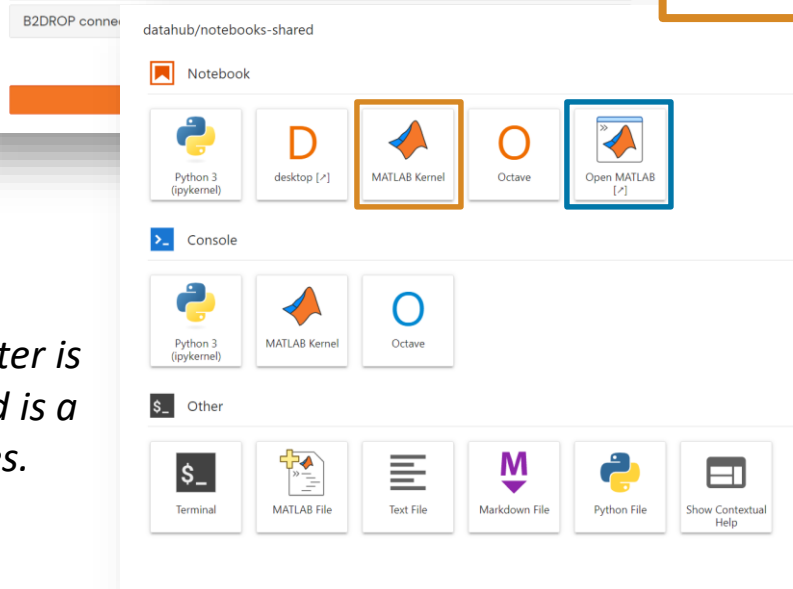 B2DROP conne
datahub/notebooks-shared
Notebook
Python 3
(ipykernel)
D
desktop [↗]
MATLAB Kernel
O
Octave
»
Open MATLAB
[↗]
>_ Console
Python 3
(ipykernel)
MATLAB Kernel
O
Octave
ter is
d is a
es.
$_ Other
$_
Terminal
MATLAB File
Text File
M
Markdown File
Python File
Show Contextual
Help